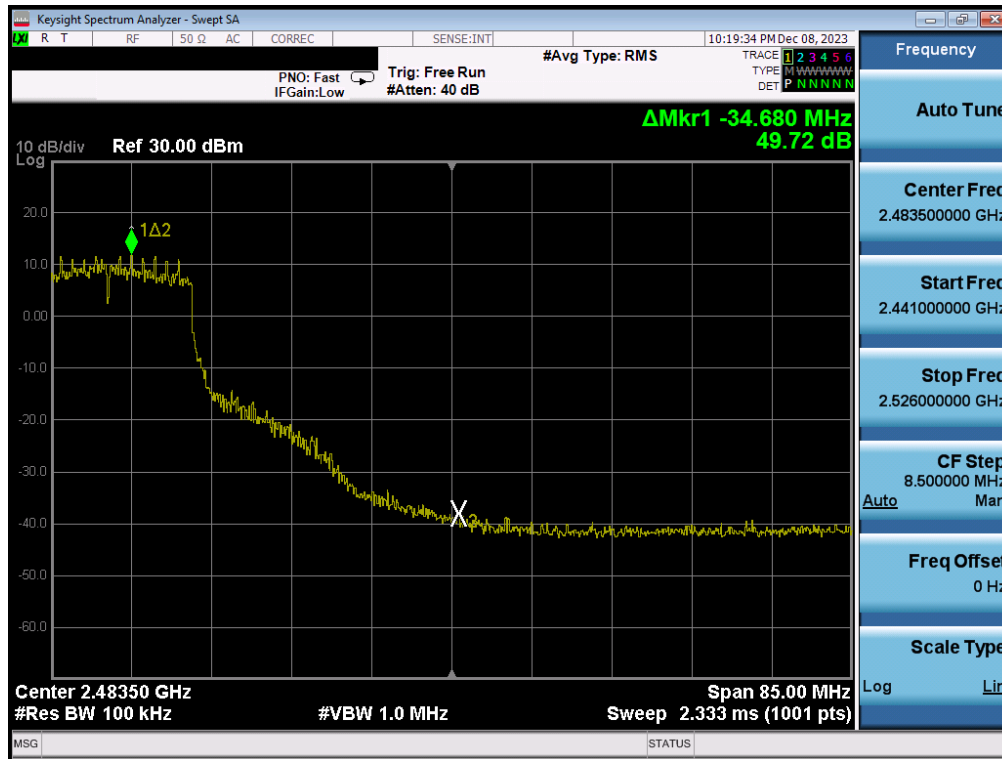 Keysight Spectrum Analyzer - Swept SA
LXI R T RF 50 Ω AC CORREC SENSE:INT 10:19:34 PM Dec 08, 2023
#Avg Type: RMS
TRACE 1 2 3 4 5 6
PNO: Fast Trig: Free Run
TYPE M W W W W W
IFGain:Low #Atten: 40 dB
DET P N N N N N
ΔMkr1 -34.680 MHz
49.72 dB
10 dB/div Ref 30.00 dBm
Log
20.0
1Δ2
10.0
0.00
-10.0
-20.0
-30.0
-40.0
-50.0
-60.0
Center 2.48350 GHz Span 85.00 MHz
#Res BW 100 kHz #VBW 1.0 MHz Sweep 2.333 ms (1001 pts)
MSG STATUS
Frequency
Auto Tune
Center Freq
2.483500000 GHz
Start Freq
2.441000000 GHz
Stop Freq
2.526000000 GHz
CF Step
8.500000 MHz
Auto Man
Freq Offset
0 Hz
Scale Type
Log Lin